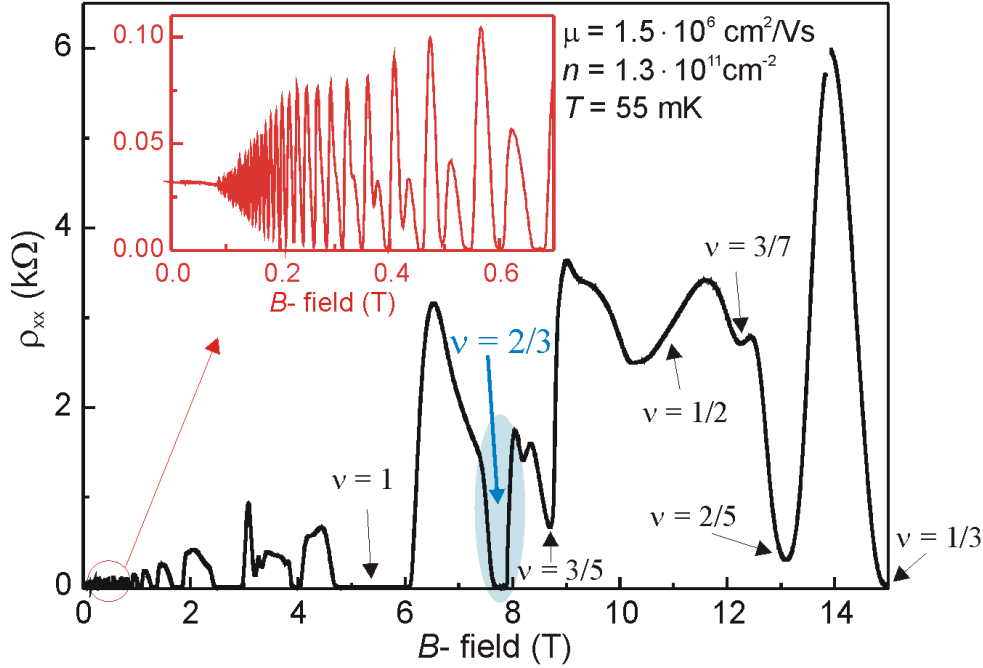 6
4
2
0
ρxx (kΩ)
0.10
0.05
0.00
0.0
0.2
0.4
0.6
B- field (T)
μ = 1.5 · 10⁶ cm²/Vs
n = 1.3 · 10¹¹cm⁻²
T = 55 mK
ν = 2/3
ν = 3/7
ν = 1/2
ν = 1
ν = 2/5
ν = 3/5
ν = 1/3
0 2 4 6 8 10 12 14
B- field (T)